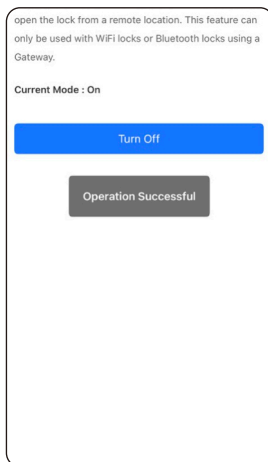 open the lock from a remote location. This feature can
only be used with WiFi locks or Bluetooth locks using a
Gateway.
Current Mode : On
Turn Off
Operation Successful